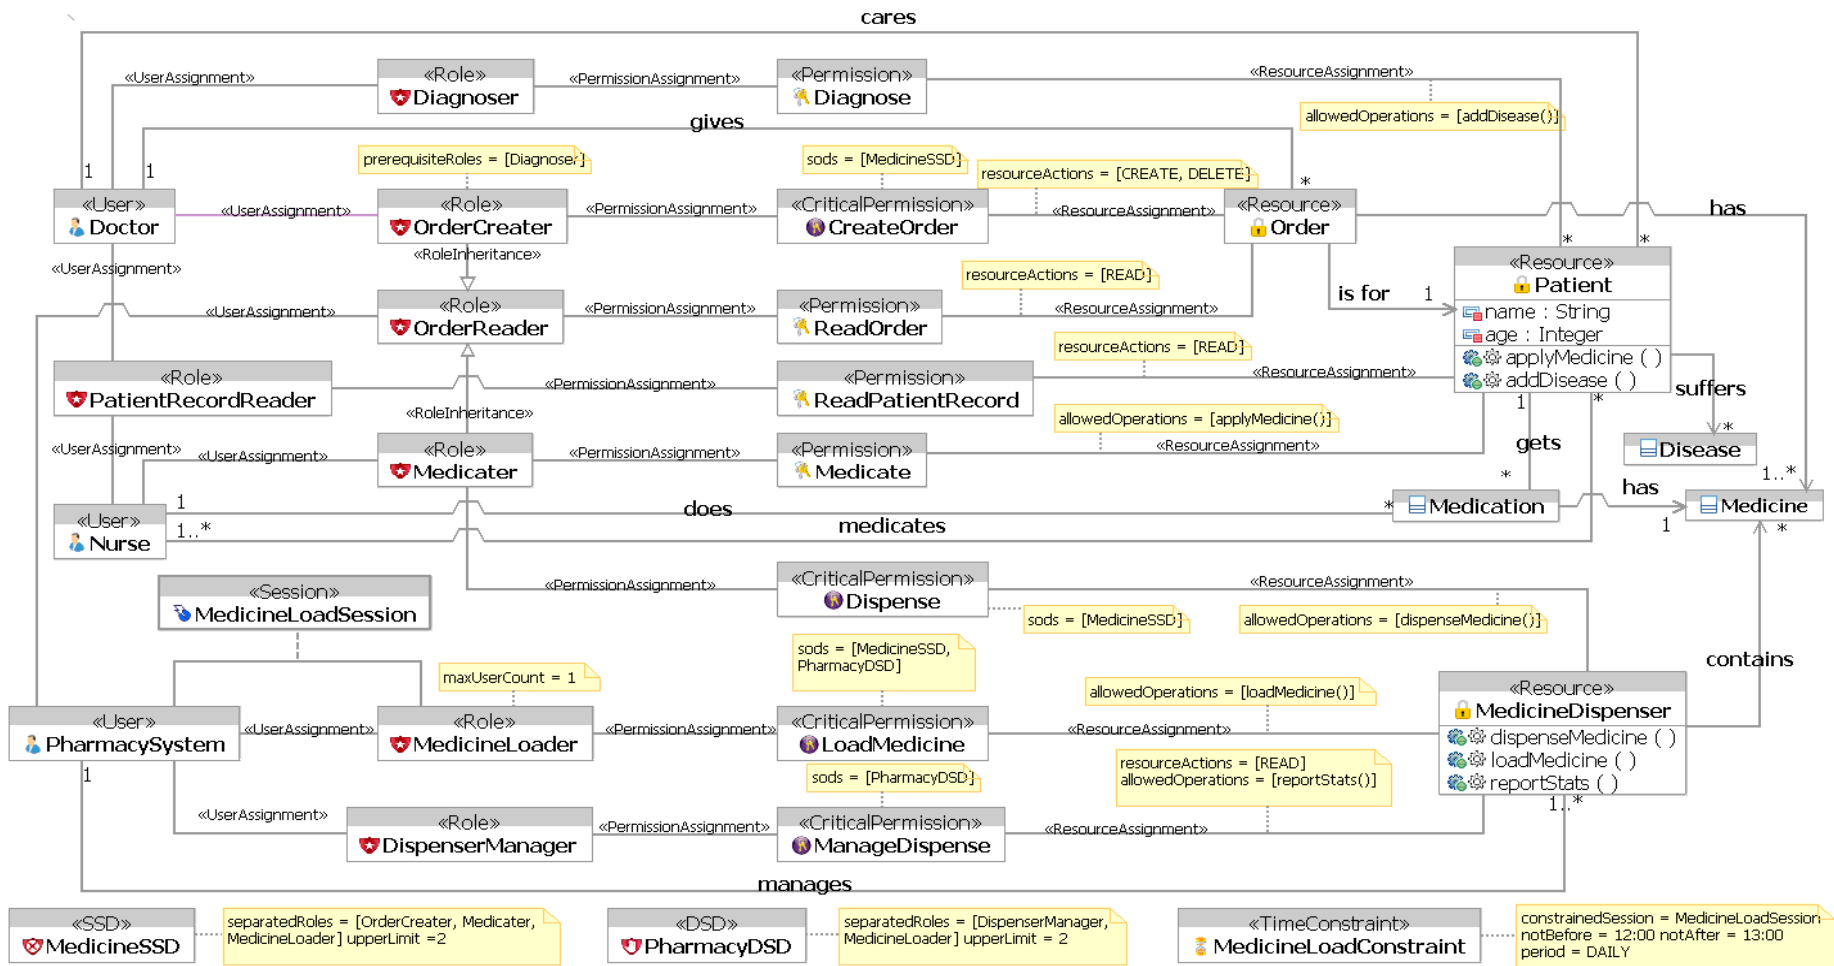 cares
«UserAssignment»
«Role»
Diagnoser
«PermissionAssignment»
«Permission»
Diagnose
«ResourceAssignment»
allowedOperations = [addDisease()]
gives
1
1
prerequisiteRoles = [Diagnoser]
sods = [MedicineSSD]
resourceActions = [CREATE, DELETE]
*
«User»
Doctor
«UserAssignment»
«Role»
OrderCreater
«PermissionAssignment»
«CriticalPermission»
CreateOrder
«ResourceAssignment»
«Resource»
Order
has
*
*
«UserAssignment»
«RoleInheritance»
«Resource»
Patient
name : String
age : Integer
applyMedicine ( )
addDisease ( )
resourceActions = [READ]
is for
1
«UserAssignment»
«Role»
OrderReader
«PermissionAssignment»
«Permission»
ReadOrder
«ResourceAssignment»
resourceActions = [READ]
«Role»
PatientRecordReader
«PermissionAssignment»
«Permission»
ReadPatientRecord
«ResourceAssignment»
suffers
1
*
«RoleInheritance»
allowedOperations = [applyMedicine()]
*
«UserAssignment»
«UserAssignment»
«Role»
Medicater
«PermissionAssignment»
«Permission»
Medicate
«ResourceAssignment»
gets
Disease
*
1..*
has
«User»
Nurse
1
does
*
Medication
1
Medicine
*
1..*
medicates
«Session»
MedicineLoadSession
«PermissionAssignment»
«CriticalPermission»
Dispense
«ResourceAssignment»
sods = [MedicineSSD]
allowedOperations = [dispenseMedicine()]
sods = [MedicineSSD,
PharmacyDSD]
contains
maxUserCount = 1
allowedOperations = [loadMedicine()]
«User»
PharmacySystem
«UserAssignment»
«Role»
MedicineLoader
«PermissionAssignment»
«CriticalPermission»
LoadMedicine
«ResourceAssignment»
«Resource»
MedicineDispenser
dispenseMedicine ( )
loadMedicine ( )
reportStats ( )
1
sods = [PharmacyDSD]
resourceActions = [READ]
allowedOperations = [reportStats()]
1..*
«UserAssignment»
«Role»
DispenserManager
«PermissionAssignment»
«CriticalPermission»
ManageDispense
«ResourceAssignment»
manages
«SSD»
MedicineSSD
separatedRoles = [OrderCreater, Medicater,
MedicineLoader] upperLimit =2
«DSD»
PharmacyDSD
separatedRoles = [DispenserManager,
MedicineLoader] upperLimit = 2
«TimeConstraint»
MedicineLoadConstraint
constrainedSession = MedicineLoadSession
notBefore = 12:00 notAfter = 13:00
period = DAILY